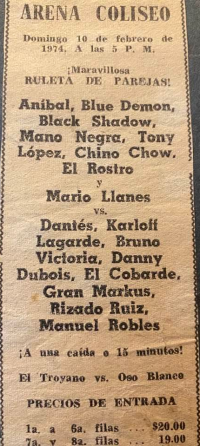 ARENA COLISEO
Domingo 10 de febrero de
1974, A las 5 P. M.
¡Maravillosa
RULETA DE PAREJAS!
Aníbal, Blue Demon,
Black Shadow,
Mano Negra, Tony
López, Chino Chow,
El Rostro
y
Mario Llanes
vs.
Dantés, Karloff
Lagarde, Bruno
Victoria, Danny
Dubois, El Cobarde,
Gran Markus,
Rizado Ruiz,
Manuel Robles
¡A una caída o 15 minutos!
El Troyano vs. Oso Blanco
PRECIOS DE ENTRADA
1a. a 6a. filas ... $20.00
7a. y 8a. filas ... 19.00